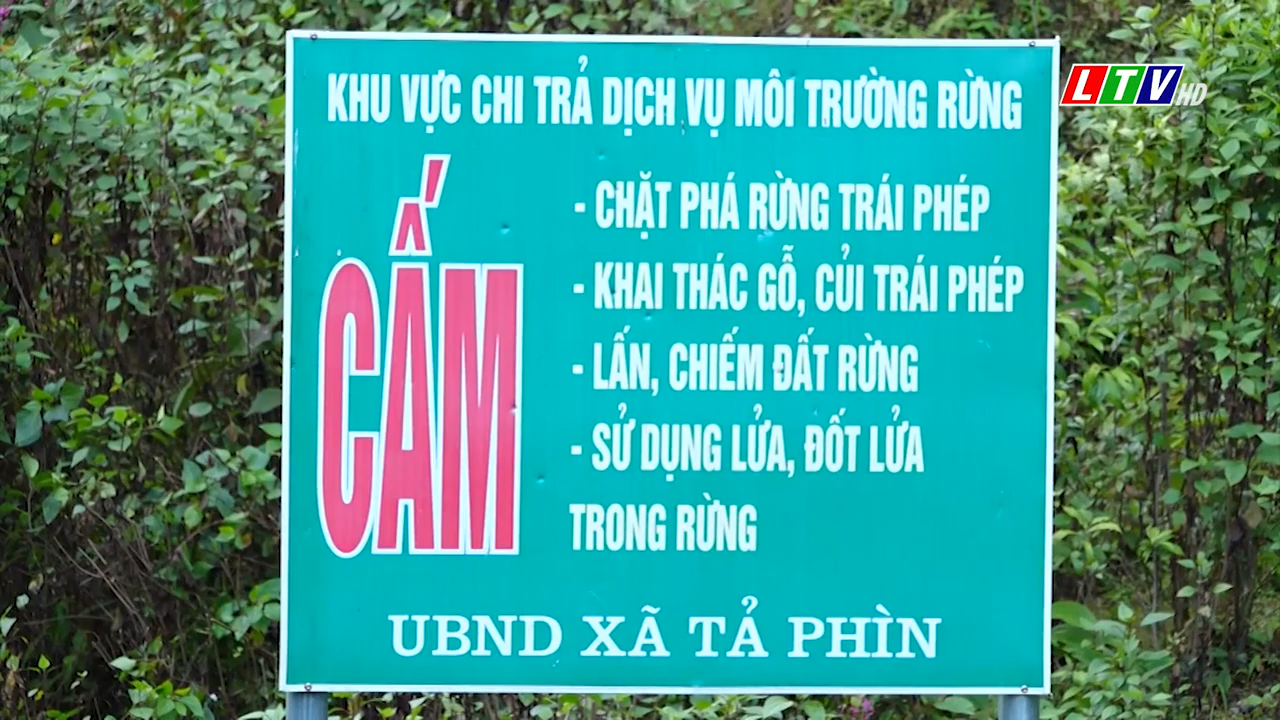 LTV HD
KHU VỰC CHI TRẢ DỊCH VỤ MÔI TRƯỜNG RỪNG
CẤM
- CHẶT PHÁ RỪNG TRÁI PHÉP
- KHAI THÁC GỖ, CỦI TRÁI PHÉP
- LẤN, CHIẾM ĐẤT RỪNG
- SỬ DỤNG LỬA, ĐỐT LỬA
TRONG RỪNG
UBND XÃ TẢ PHÌN